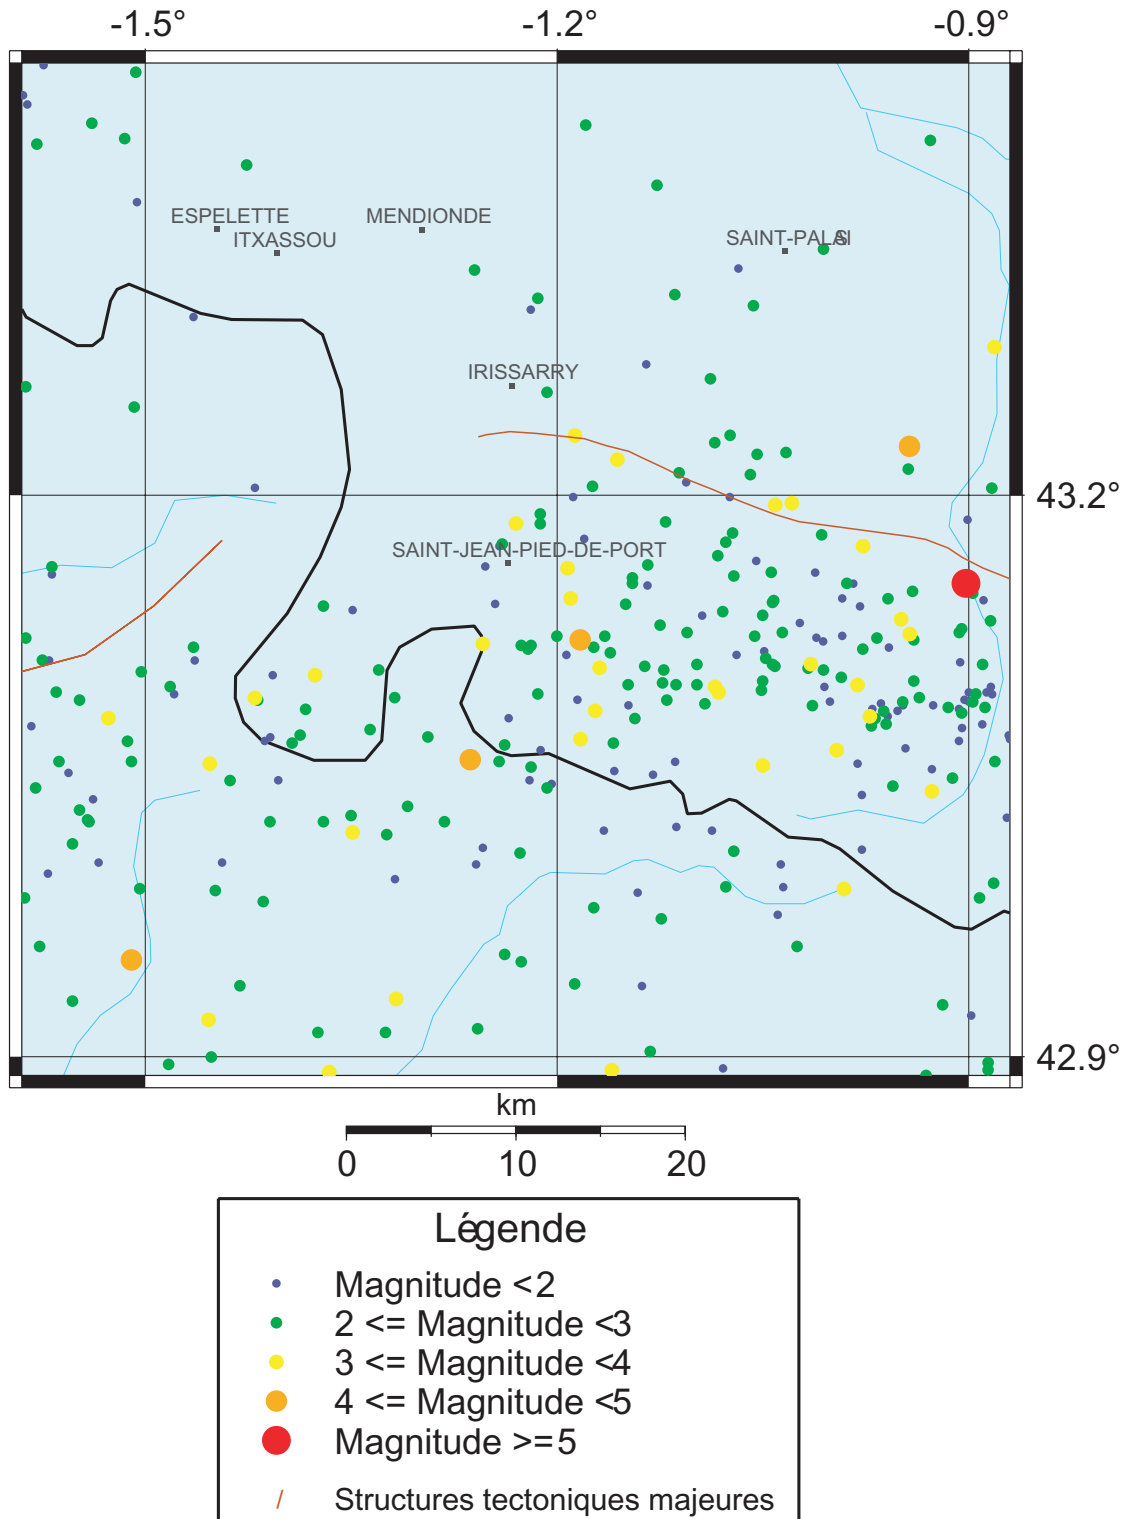 -1.5° -1.2° -0.9°
ESPELETTE
MENDIONDE
ITXASSOU
SAINT-PALAIS
IRISSARRY
43.2°
SAINT-JEAN-PIED-DE-PORT
42.9°
km
0 10 20
Légende
Magnitude <2
2 <= Magnitude <3
3 <= Magnitude <4
4 <= Magnitude <5
Magnitude >=5
Structures tectoniques majeures